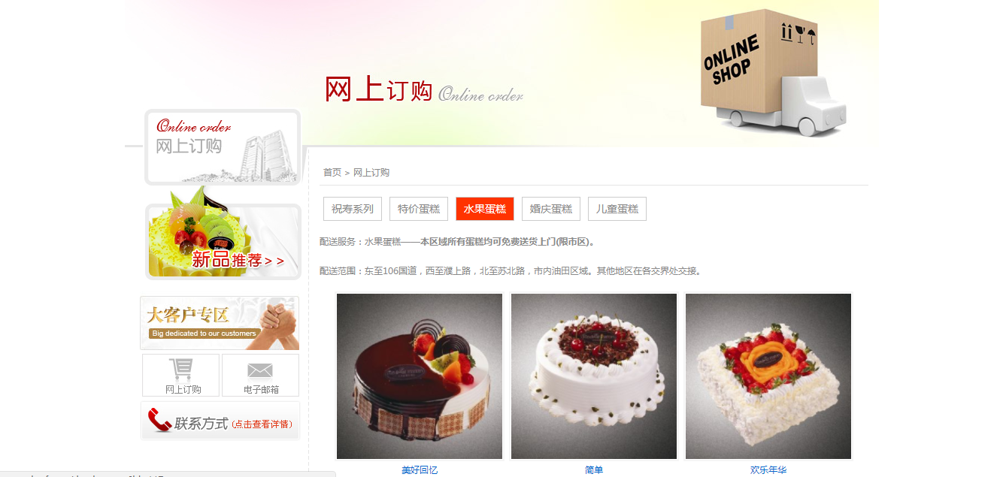 网上订购 Online order
ONLINE
SHOP
Online order
网上订购
首页 > 网上订购
祝寿系列 特价蛋糕 水果蛋糕 婚庆蛋糕 儿童蛋糕
配送服务：水果蛋糕——本区域所有蛋糕均可免费送货上门(限市区)。
配送范围：东至106国道，西至濮上路，北至苏北路，市内油田区域。其他地区在各交界处交接。
新品推荐>>
大客户专区
Big dedicated to our customers
网上订购 电子邮箱
联系方式 (点击查看详情)
美好回忆 简单 欢乐年华